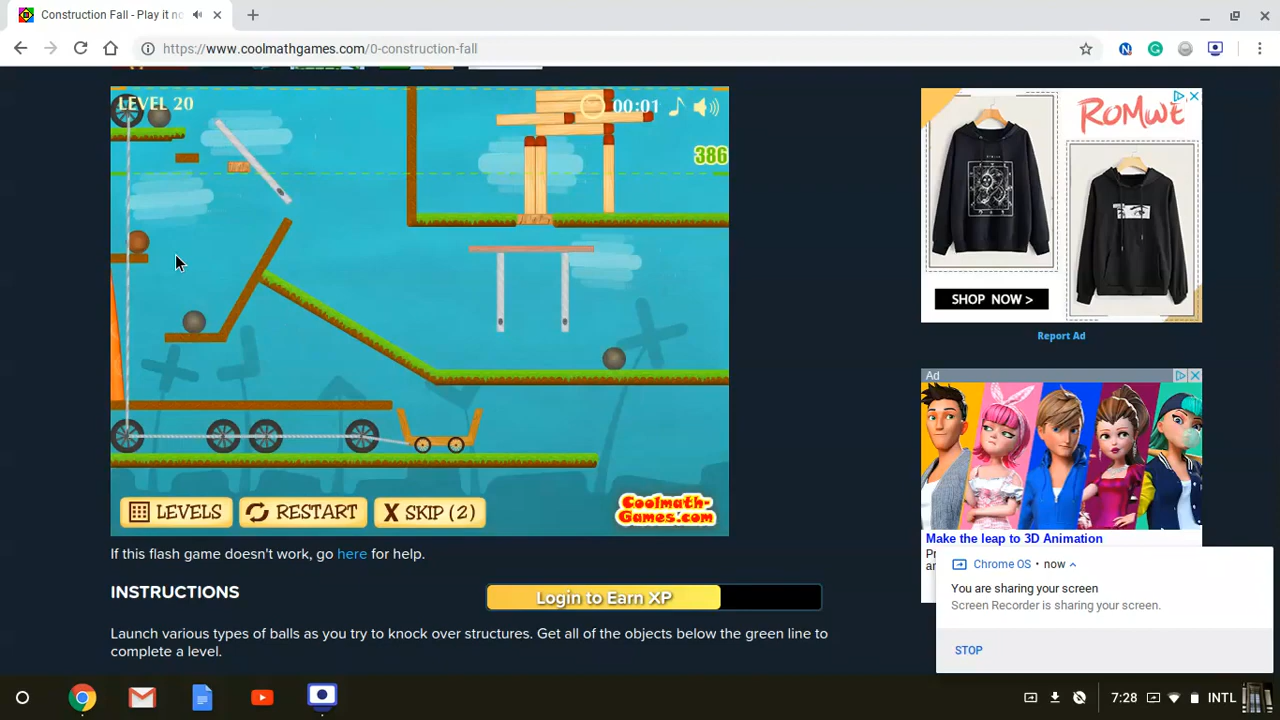 Construction Fall - Play it no
https://www.coolmathgames.com/0-construction-fall
LEVEL 20
00:01
386
LEVELS
RESTART
X SKIP (2)
Coolmath-
Games.com
If this flash game doesn't work, go here for help.
INSTRUCTIONS
Login to Earn XP
Launch various types of balls as you try to knock over structures. Get all of the objects below the green line to
complete a level.
ROMWE
SHOP NOW >
Report Ad
Ad
Make the leap to 3D Animation
Chrome OS • now
You are sharing your screen
Screen Recorder is sharing your screen.
STOP
7:28
INTL